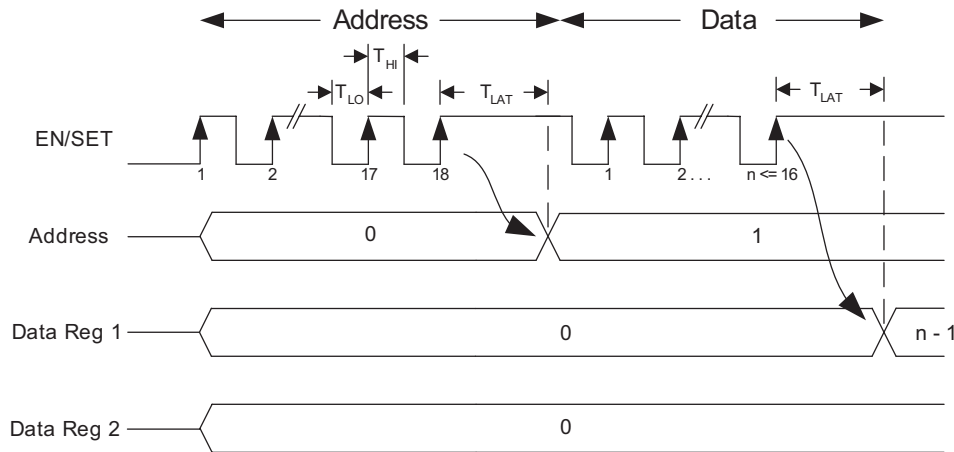 Address Data
T_HI
T_LO T_LAT T_LAT
EN/SET
1 2 17 18 1 2 . . . n <= 16
Address 0 1
Data Reg 1 0 n - 1
Data Reg 2 0